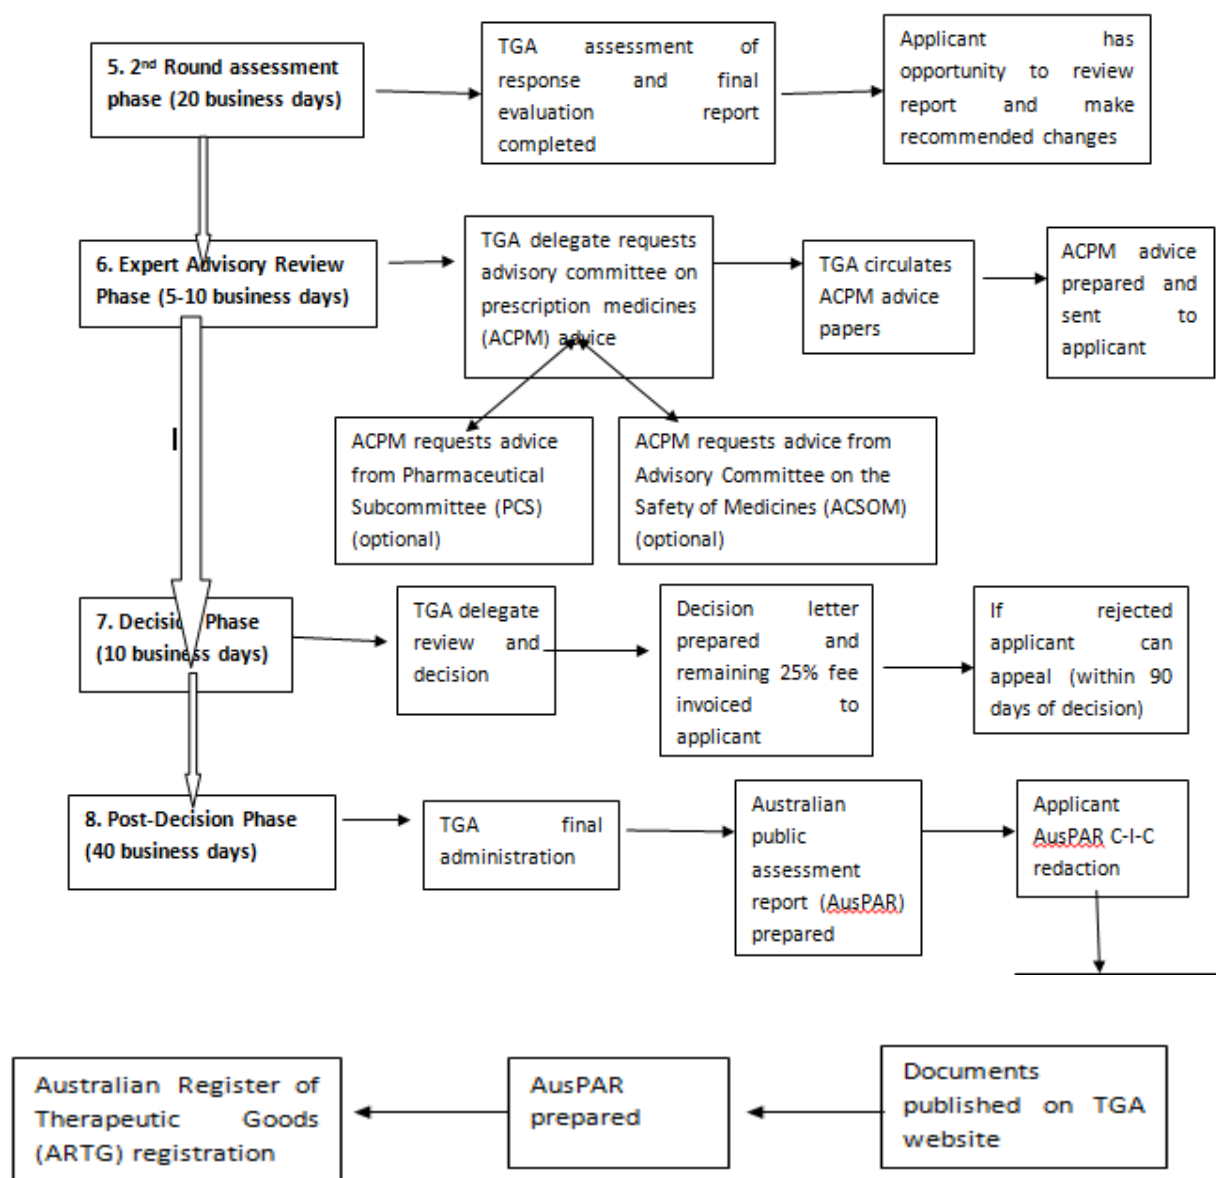 5. 2nd Round assessment
phase (20 business days)
TGA assessment of
response and final
evaluation report
completed
Applicant has
opportunity to review
report and make
recommended changes
6. Expert Advisory Review
Phase (5-10 business days)
TGA delegate requests
advisory committee on
prescription medicines
(ACPM) advice
TGA circulates
ACPM advice
papers
ACPM advice
prepared and
sent to
applicant
ACPM requests advice
from Pharmaceutical
Subcommittee (PCS)
(optional)
ACPM requests advice from
Advisory Committee on the
Safety of Medicines (ACSOM)
(optional)
7. Decision Phase
(10 business days)
TGA delegate
review and
decision
Decision letter
prepared and
remaining 25% fee
invoiced to
applicant
If rejected
applicant can
appeal (within 90
days of decision)
8. Post-Decision Phase
(40 business days)
TGA final
administration
Australian
public
assessment
report (AusPAR)
prepared
Applicant
AusPAR C-I-C
redaction
Australian Register of
Therapeutic Goods
(ARTG) registration
AusPAR
prepared
Documents
published on TGA
website